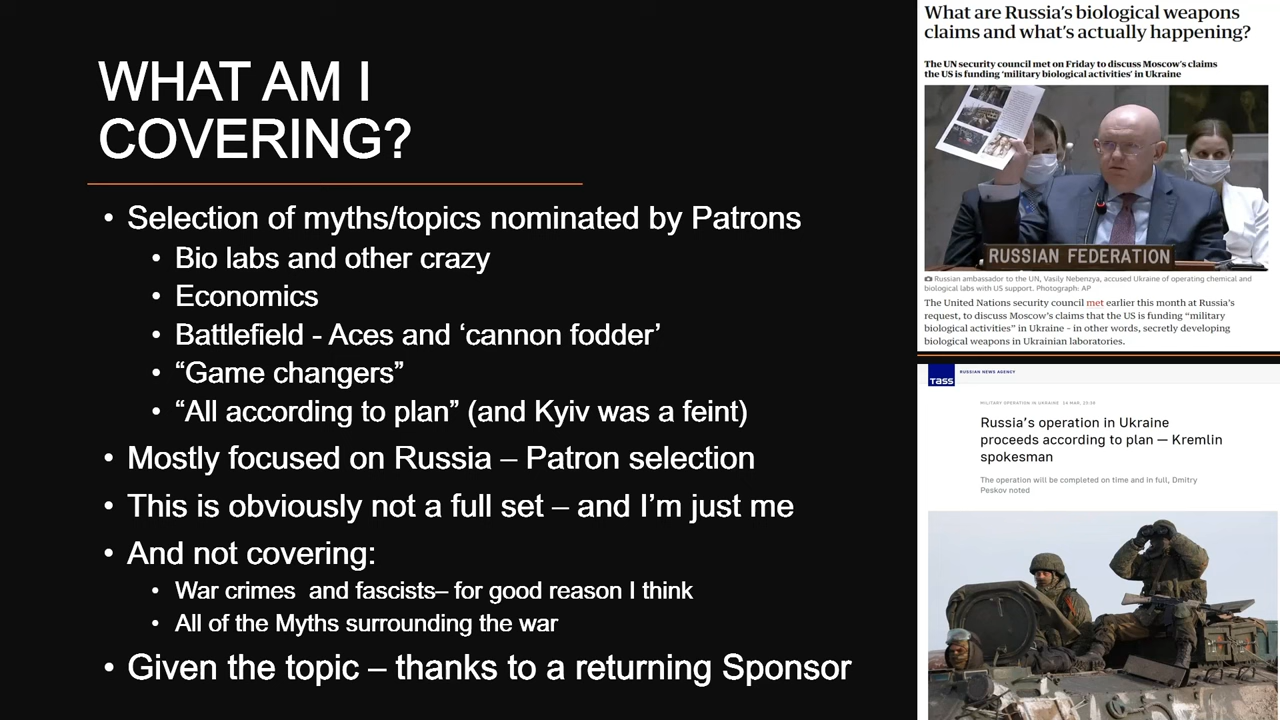 WHAT AM I
COVERING?
• Selection of myths/topics nominated by Patrons
• Bio labs and other crazy
• Economics
• Battlefield - Aces and ‘cannon fodder’
• “Game changers”
• “All according to plan” (and Kyiv was a feint)
• Mostly focused on Russia – Patron selection
• This is obviously not a full set – and I’m just me
• And not covering:
• War crimes  and fascists– for good reason I think
• All of the Myths surrounding the war
• Given the topic – thanks to a returning Sponsor
What are Russia’s biological weapons
claims and what’s actually happening?
The UN security council met on Friday to discuss Moscow’s claims
the US is funding ‘military biological activities’ in Ukraine
RUSSIAN FEDERATION
Russian ambassador to the UN, Vasily Nebenzya, accused Ukraine of operating chemical and
biological labs with US support. Photograph: AP
The United Nations security council met earlier this month at Russia’s
request, to discuss Moscow’s claims that the US is funding “military
biological activities” in Ukraine – in other words, secretly developing
biological weapons in Ukrainian laboratories.
TASS
RUSSIAN NEWS AGENCY
MILITARY OPERATION IN UKRAINE
Russia’s operation in Ukraine
proceeds according to plan — Kremlin
spokesman
The operation will be completed on time and in full, Dmitry
Peskov noted